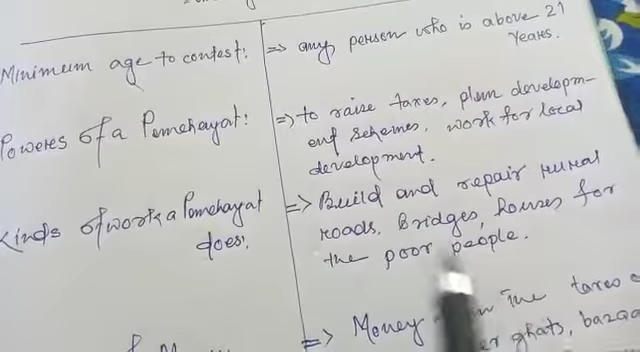 Minimum age to contest: => any person who is above 21
years.
Poweres of a Panchayat: => to raise taxes, plan developm-
ent schemes, work for local
development.
Kinds of work a Panchayat
does: => Build and repair rural
roads, Bridges, houses for
the poor people.
=> Money the taxes
ghats, bazaa